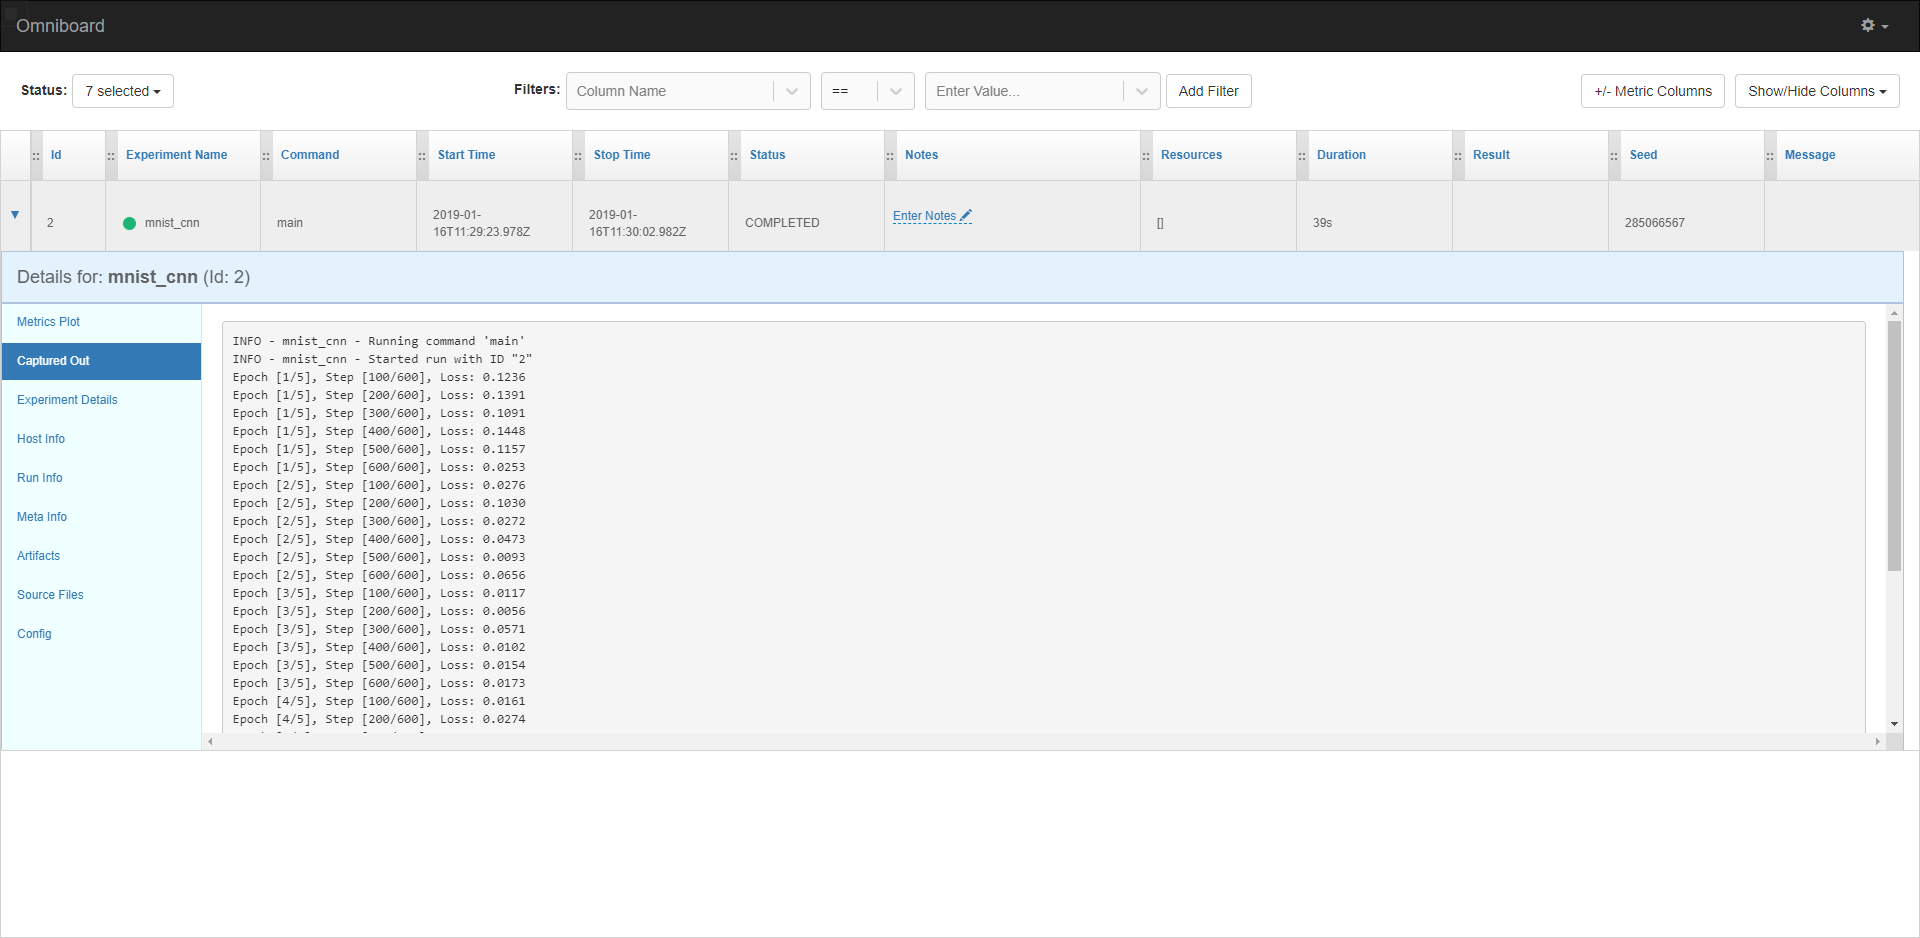 Omniboard
Status: 7 selected Filters: Column Name == Enter Value... Add Filter +/- Metric Columns Show/Hide Columns
Id Experiment Name Command Start Time Stop Time Status Notes Resources Duration Result Seed Message
2 mnist_cnn main 2019-01-16T11:29:23.978Z 2019-01-16T11:30:02.982Z COMPLETED Enter Notes [] 39s 285066567
Details for: mnist_cnn (Id: 2)
Metrics Plot
Captured Out
Experiment Details
Host Info
Run Info
Meta Info
Artifacts
Source Files
Config
INFO - mnist_cnn - Running command 'main'
INFO - mnist_cnn - Started run with ID "2"
Epoch [1/5], Step [100/600], Loss: 0.1236
Epoch [1/5], Step [200/600], Loss: 0.1391
Epoch [1/5], Step [300/600], Loss: 0.1091
Epoch [1/5], Step [400/600], Loss: 0.1448
Epoch [1/5], Step [500/600], Loss: 0.1157
Epoch [1/5], Step [600/600], Loss: 0.0253
Epoch [2/5], Step [100/600], Loss: 0.0276
Epoch [2/5], Step [200/600], Loss: 0.1030
Epoch [2/5], Step [300/600], Loss: 0.0272
Epoch [2/5], Step [400/600], Loss: 0.0473
Epoch [2/5], Step [500/600], Loss: 0.0093
Epoch [2/5], Step [600/600], Loss: 0.0656
Epoch [3/5], Step [100/600], Loss: 0.0117
Epoch [3/5], Step [200/600], Loss: 0.0056
Epoch [3/5], Step [300/600], Loss: 0.0571
Epoch [3/5], Step [400/600], Loss: 0.0102
Epoch [3/5], Step [500/600], Loss: 0.0154
Epoch [3/5], Step [600/600], Loss: 0.0173
Epoch [4/5], Step [100/600], Loss: 0.0161
Epoch [4/5], Step [200/600], Loss: 0.0274